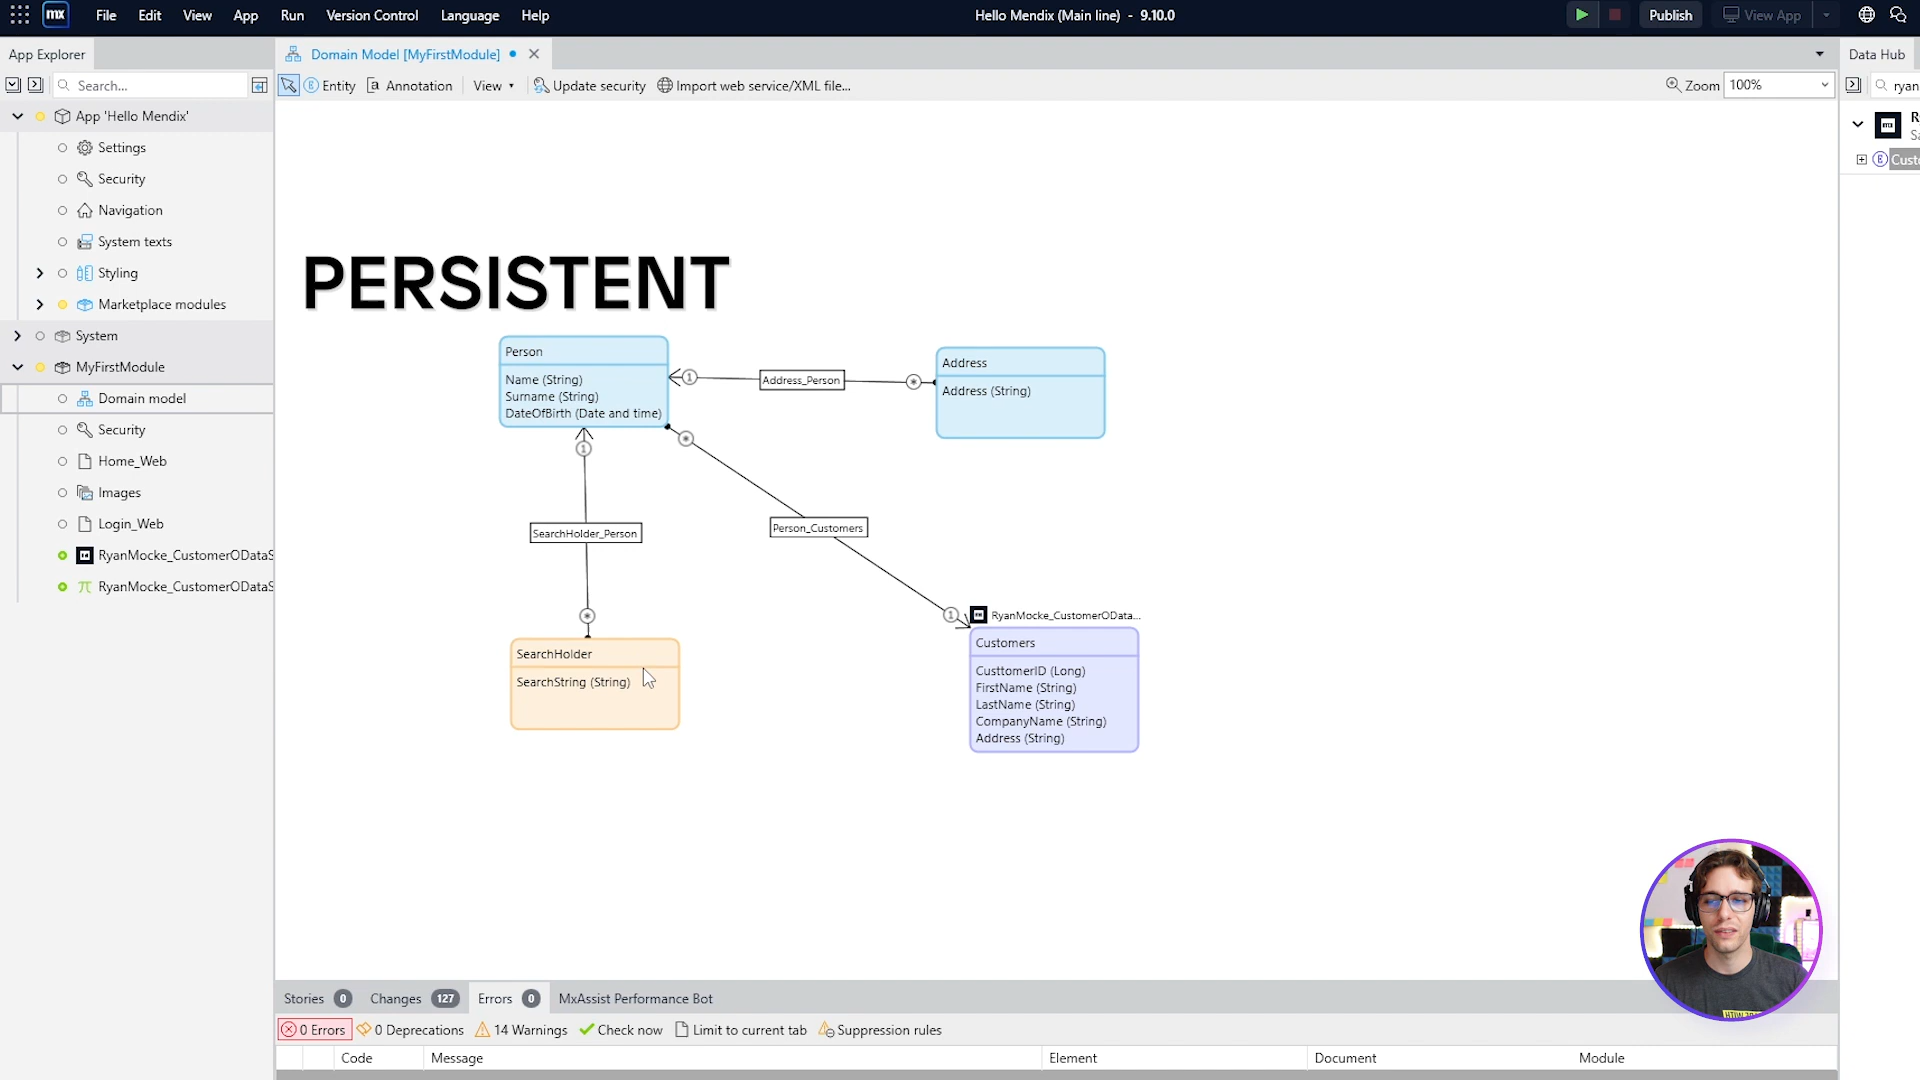 mx
File Edit View App Run Version Control Language Help
Hello Mendix (Main line) - 9.10.0
Publish
View App
App Explorer
Domain Model [MyFirstModule]
Data Hub
Search...
Entity
Annotation
View
Update security
Import web service/XML file...
Zoom
100%
ryan
App 'Hello Mendix'
Settings
Security
Navigation
System texts
Styling
Marketplace modules
System
MyFirstModule
Domain model
Security
Home_Web
Images
Login_Web
RyanMocke_CustomerODataS
RyanMocke_CustomerODataS
Custo
PERSISTENT
Person
Name (String)
Surname (String)
DateOfBirth (Date and time)
1
Address_Person
*
Address
Address (String)
1
*
SearchHolder_Person
Person_Customers
*
1
SearchHolder
SearchString (String)
RyanMocke_CustomerOData...
Customers
CusttomerID (Long)
FirstName (String)
LastName (String)
CompanyName (String)
Address (String)
Stories 0
Changes 127
Errors 0
MxAssist Performance Bot
0 Errors
0 Deprecations
14 Warnings
Check now
Limit to current tab
Suppression rules
Code
Message
Element
Document
Module